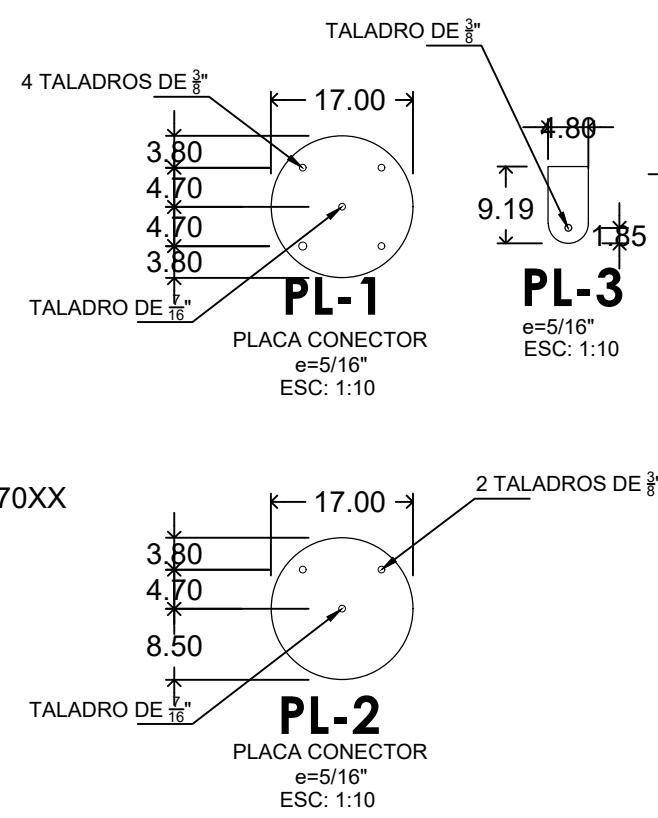 TALADRO DE 3/8"
4 TALADROS DE 3/8"
17.00
4.80
3.80
4.70
4.70
3.80
9.19
1.85
TALADRO DE 7/16"
PL-1
PLACA CONECTOR
e=5/16"
ESC: 1:10
PL-3
e=5/16"
ESC: 1:10
70XX
2 TALADROS DE 3/8"
17.00
3.80
4.70
8.50
TALADRO DE 7/16"
PL-2
PLACA CONECTOR
e=5/16"
ESC: 1:10